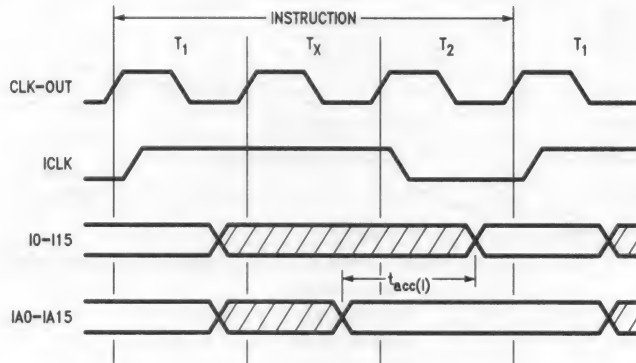 INSTRUCTION
T1 TX T2 T1
CLK-OUT
ICLK
I0-I15
tacc(I)
IA0-IA15